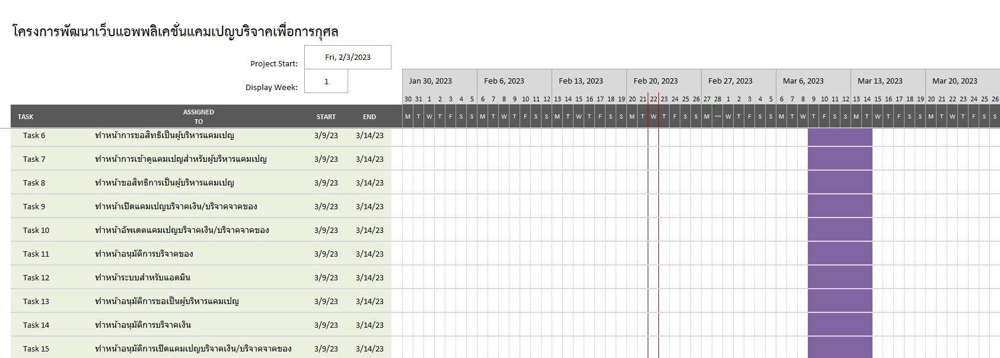 โครงการพัฒนาเว็บแอพพลิเคชั่นแคมเปญบริจาคเพื่อการกุศล
Project Start: Fri, 2/3/2023
Display Week: 1
Jan 30, 2023 Feb 6, 2023 Feb 13, 2023 Feb 20, 2023 Feb 27, 2023 Mar 6, 2023 Mar 13, 2023 Mar 20, 2023
30 31 1 2 3 4 5 6 7 8 9 10 11 12 13 14 15 16 17 18 19 20 21 22 23 24 25 26 27 28 1 2 3 4 5 6 7 8 9 10 11 12 13 14 15 16 17 18 19 20 21 22 23 24 25 26
TASK ASSIGNED TO START END M T W T F S S M T W T F S S M T W T F S S M T W T F S S M W T F S S M T W T F S S M T W T F S S M T W T F S S
Task 6 ทำหน้าการขอสิทธิเป็นผู้บริหารแคมเปญ 3/9/23 3/14/23
Task 7 ทำหน้าการเข้าดูแคมเปญสำหรับผู้บริหารแคมเปญ 3/9/23 3/14/23
Task 8 ทำหน้าขอสิทธิการเป็นผู้บริหารแคมเปญ 3/9/23 3/14/23
Task 9 ทำหน้าเปิดแคมเปญบริจาคเงิน/บริจาคจาคของ 3/9/23 3/14/23
Task 10 ทำหน้าอัพเดตแคมเปญบริจาคเงิน/บริจาคจาคของ 3/9/23 3/14/23
Task 11 ทำหน้าอนุมัติการบริจาคของ 3/9/23 3/14/23
Task 12 ทำหน้าระบบสำหรับแอดมิน 3/9/23 3/14/23
Task 13 ทำหน้าอนุมัติการขอเป็นผู้บริหารแคมเปญ 3/9/23 3/14/23
Task 14 ทำหน้าอนุมัติการบริจาคเงิน 3/9/23 3/14/23
Task 15 ทำหน้าอนุมัติการเปิดแคมเปญบริจาคเงิน/บริจาคจาคของ 3/9/23 3/14/23